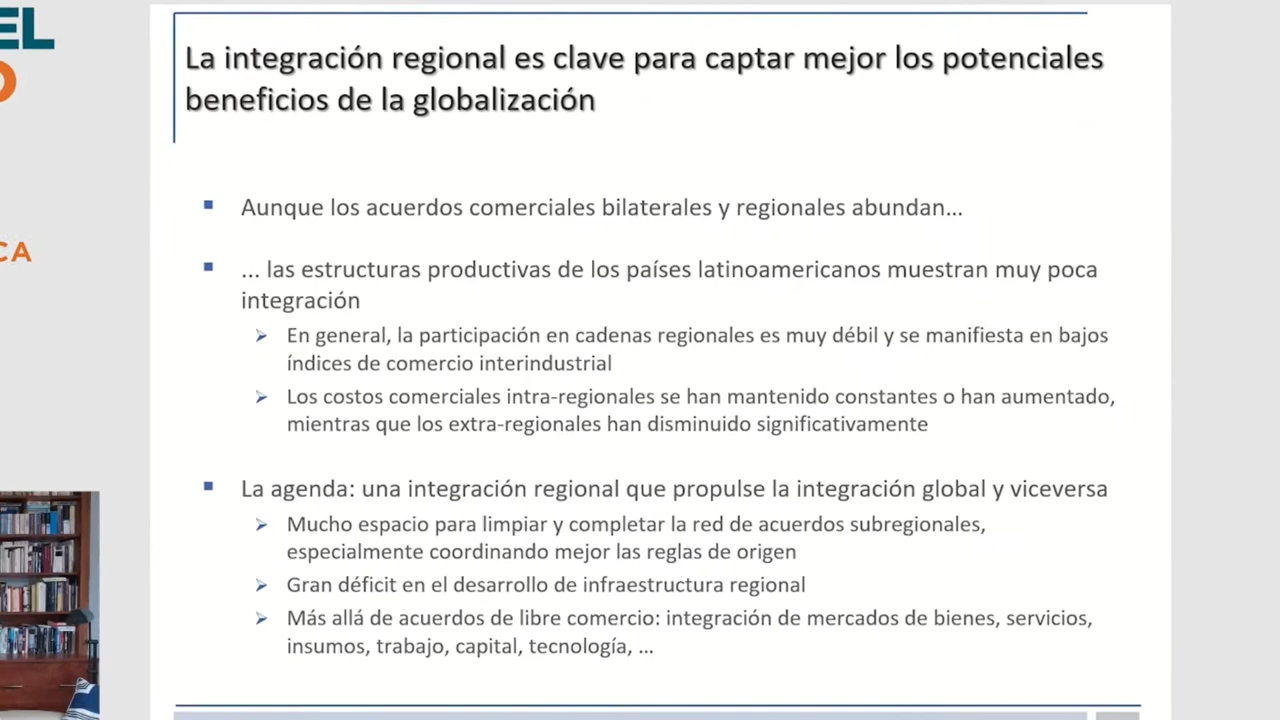 EL
O
CA
La integración regional es clave para captar mejor los potenciales
beneficios de la globalización
Aunque los acuerdos comerciales bilaterales y regionales abundan...
... las estructuras productivas de los países latinoamericanos muestran muy poca
integración
En general, la participación en cadenas regionales es muy débil y se manifiesta en bajos
índices de comercio interindustrial
Los costos comerciales intra-regionales se han mantenido constantes o han aumentado,
mientras que los extra-regionales han disminuido significativamente
La agenda: una integración regional que propulse la integración global y viceversa
Mucho espacio para limpiar y completar la red de acuerdos subregionales,
especialmente coordinando mejor las reglas de origen
Gran déficit en el desarrollo de infraestructura regional
Más allá de acuerdos de libre comercio: integración de mercados de bienes, servicios,
insumos, trabajo, capital, tecnología, ...